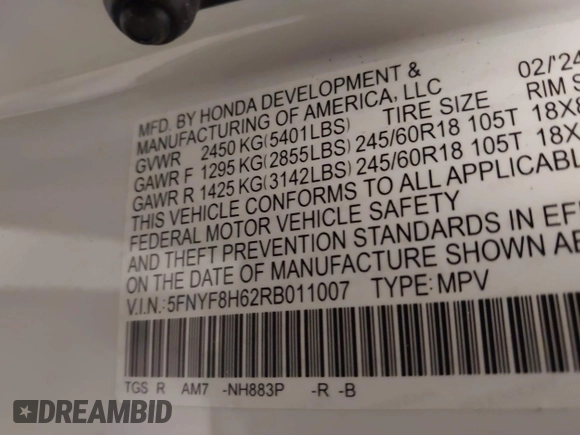 MFD. BY HONDA DEVELOPMENT & 02/'24
MANUFACTURING OF AMERICA, LLC
GVWR 2450 KG(5401LBS) TIRE SIZE RIM S
GAWR F 1295 KG(2855LBS) 245/60R18 105T 18X8
GAWR R 1425 KG(3142LBS) 245/60R18 105T 18X
THIS VEHICLE CONFORMS TO ALL APPLICABLE
FEDERAL MOTOR VEHICLE SAFETY
AND THEFT PREVENTION STANDARDS IN EFF
ON THE DATE OF MANUFACTURE SHOWN AB
V.I.N.:5FNYF8H62RB011007 TYPE:MPV
TGS R AM7 -NH883P -R -B
DREAMBID